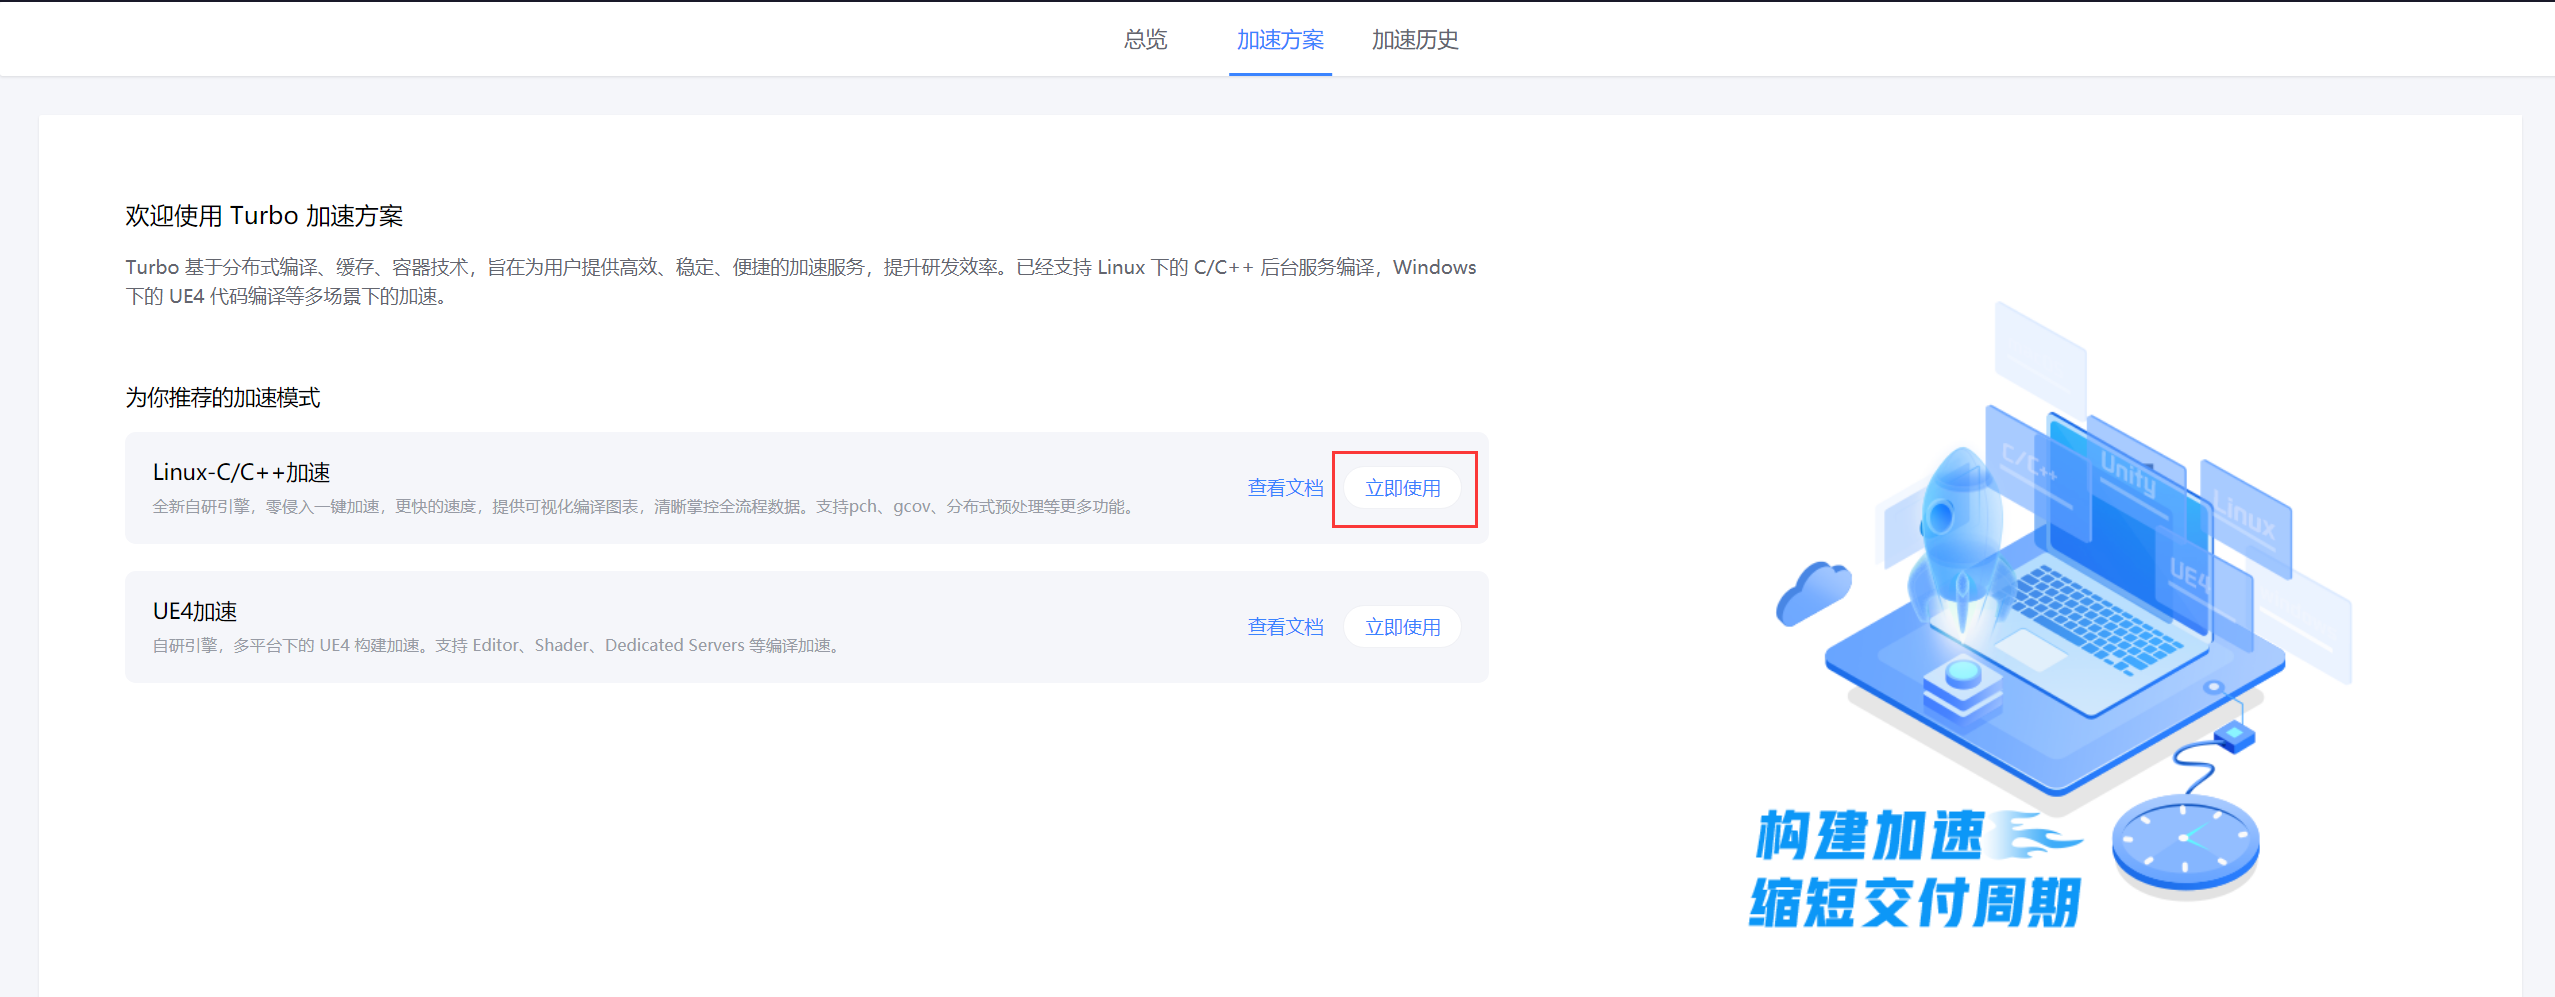 总览 加速方案 加速历史
欢迎使用 Turbo 加速方案
Turbo 基于分布式编译、缓存、容器技术，旨在为用户提供高效、稳定、便捷的加速服务，提升研发效率。已经支持 Linux 下的 C/C++ 后台服务编译，Windows
下的 UE4 代码编译等多场景下的加速。
为你推荐的加速模式
Linux-C/C++加速
全新自研引擎，零侵入一键加速，更快的速度，提供可视化编译图表，清晰掌控全流程数据。支持pch、gcov、分布式预处理等更多功能。
查看文档 立即使用
UE4加速
自研引擎，多平台下的 UE4 构建加速。支持 Editor、Shader、Dedicated Servers 等编译加速。
查看文档 立即使用
C/C++
Unity
Linux
UE4
构建加速
缩短交付周期